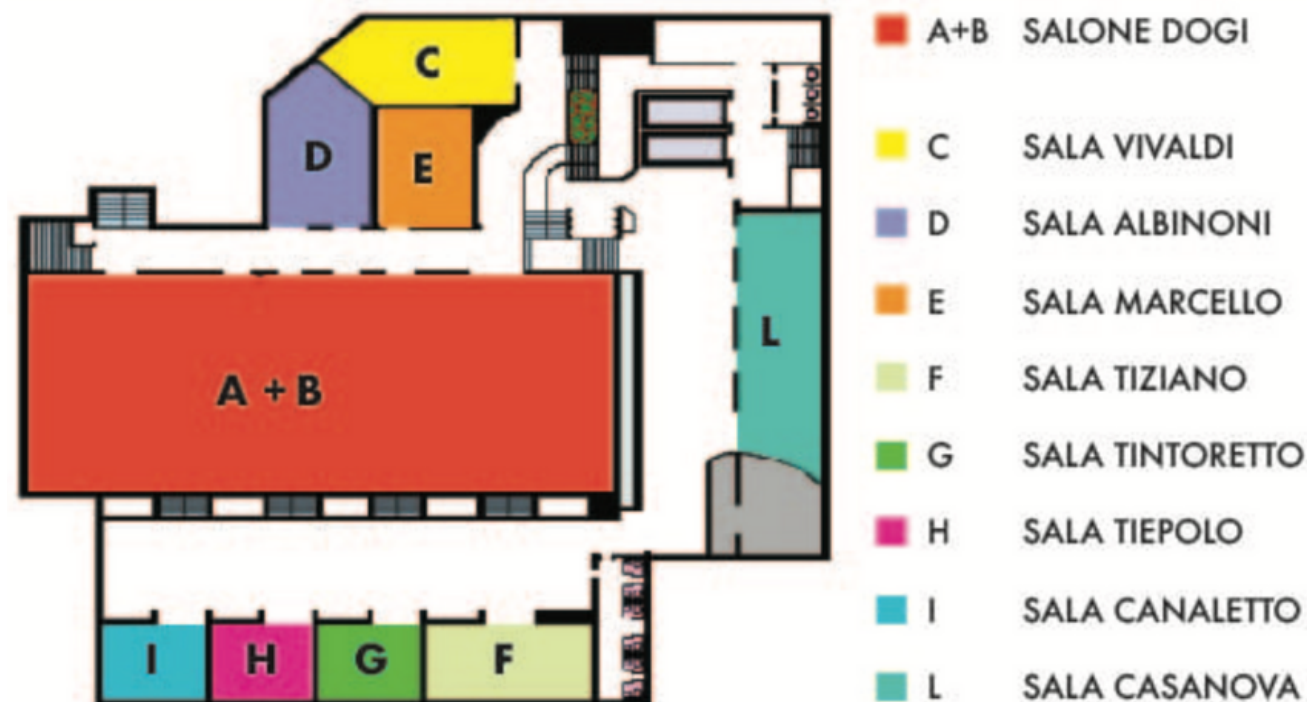 C
D
E
A + B
L
I
H
G
F
A+B SALONE DOGI
C SALA VIVALDI
D SALA ALBINONI
E SALA MARCELLO
F SALA TIZIANO
G SALA TINTORETTO
H SALA TIEPOLO
I SALA CANALETTO
L SALA CASANOVA